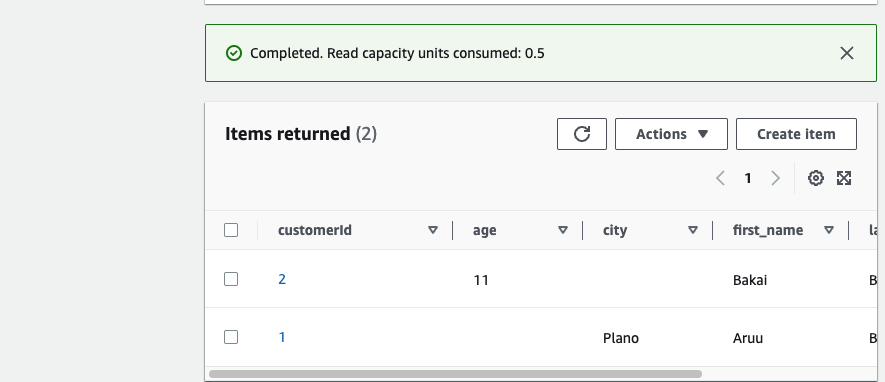 Completed. Read capacity units consumed: 0.5
Items returned (2)
Actions
Create item
1
customerId age city first_name la
2 11 Bakai B
1 Plano Aruu B